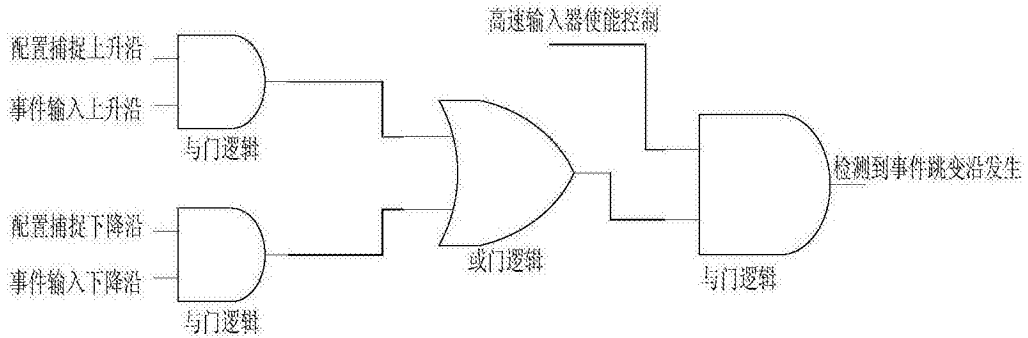 高速输入器使能控制
配置捕捉上升沿
事件输入上升沿
与门逻辑
检测到事件跳变沿发生
配置捕捉下降沿
或门逻辑
事件输入下降沿
与门逻辑
与门逻辑